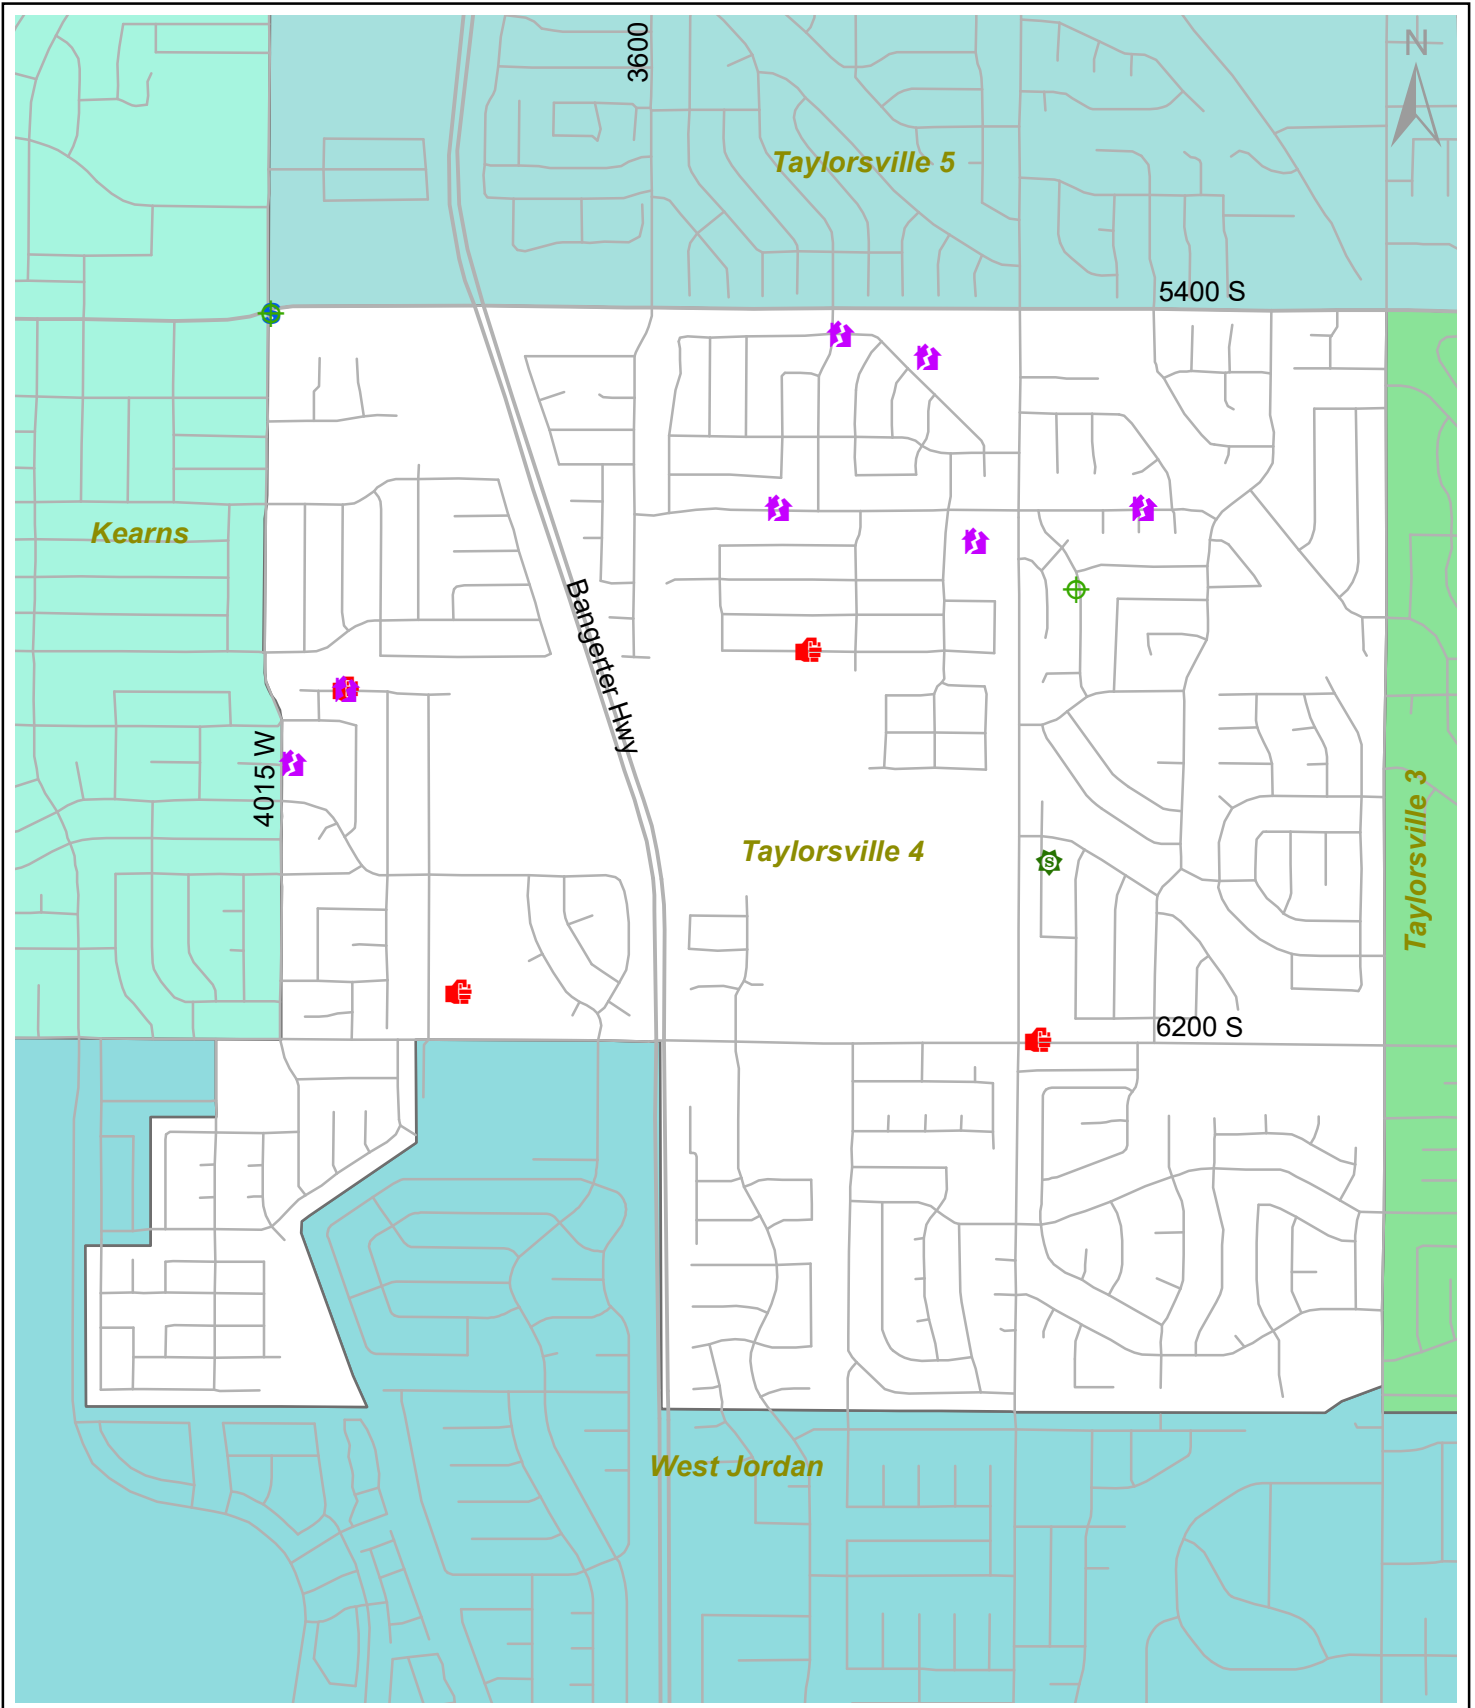 3600
N
Taylorsville 5
5400 S
Kearns
Bangerter Hwy
4015 W
Taylorsville 4
Taylorsville 3
S
6200 S
West Jordan